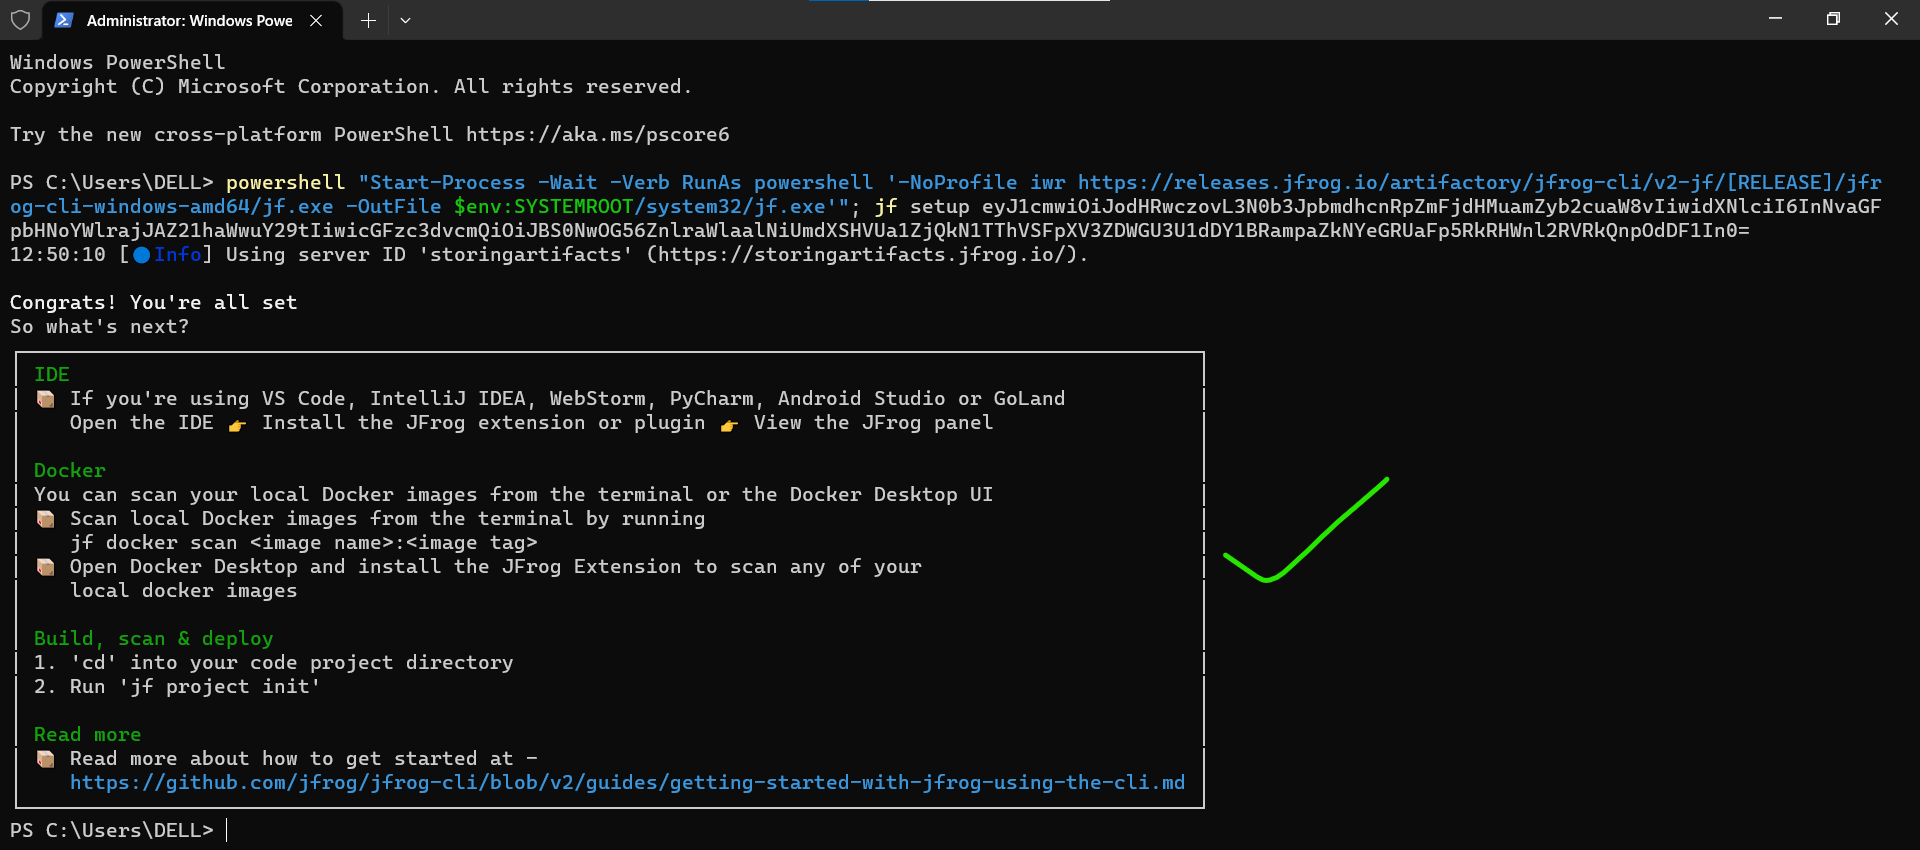 Administrator: Windows Powe
Windows PowerShell
Copyright (C) Microsoft Corporation. All rights reserved.
Try the new cross-platform PowerShell https://aka.ms/pscore6
PS C:\Users\DELL> powershell "Start-Process -Wait -Verb RunAs powershell '-NoProfile iwr https://releases.jfrog.io/artifactory/jfrog-cli/v2-jf/[RELEASE]/jfr
og-cli-windows-amd64/jf.exe -OutFile $env:SYSTEMROOT/system32/jf.exe'"; jf setup
12:50:10 [🔵Info] Using server ID 'storingartifacts' (https://storingartifacts.jfrog.io/).
Congrats! You're all set
So what's next?
IDE
If you're using VS Code, IntelliJ IDEA, WebStorm, PyCharm, Android Studio or GoLand
Open the IDE 👉 Install the JFrog extension or plugin 👉 View the JFrog panel
Docker
You can scan your local Docker images from the terminal or the Docker Desktop UI
Scan local Docker images from the terminal by running
jf docker scan <image name>:<image tag>
Open Docker Desktop and install the JFrog Extension to scan any of your
local docker images
Build, scan & deploy
1. 'cd' into your code project directory
2. Run 'jf project init'
Read more
Read more about how to get started at -
https://github.com/jfrog/jfrog-cli/blob/v2/guides/getting-started-with-jfrog-using-the-cli.md
PS C:\Users\DELL>